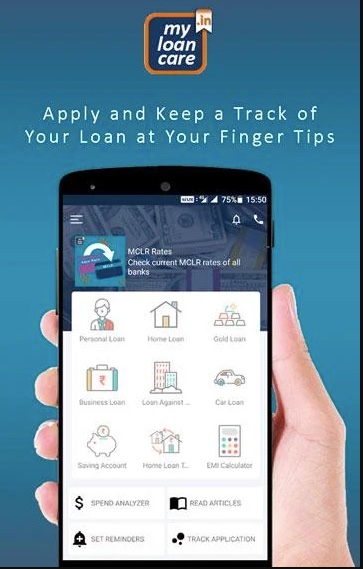 .in
my
loan
care
Apply and Keep a Track of
Your Loan at Your Finger Tips
75% 15:50
MCLR Rates
Check current MCLR rates of all
banks
Personal Loan Home Loan Gold Loan
Business Loan Loan Against ... Car Loan
Saving Account Home Loan T... EMI Calculator
$ SPEND ANALYZER READ ARTICLES
SET REMINDERS TRACK APPLICATION